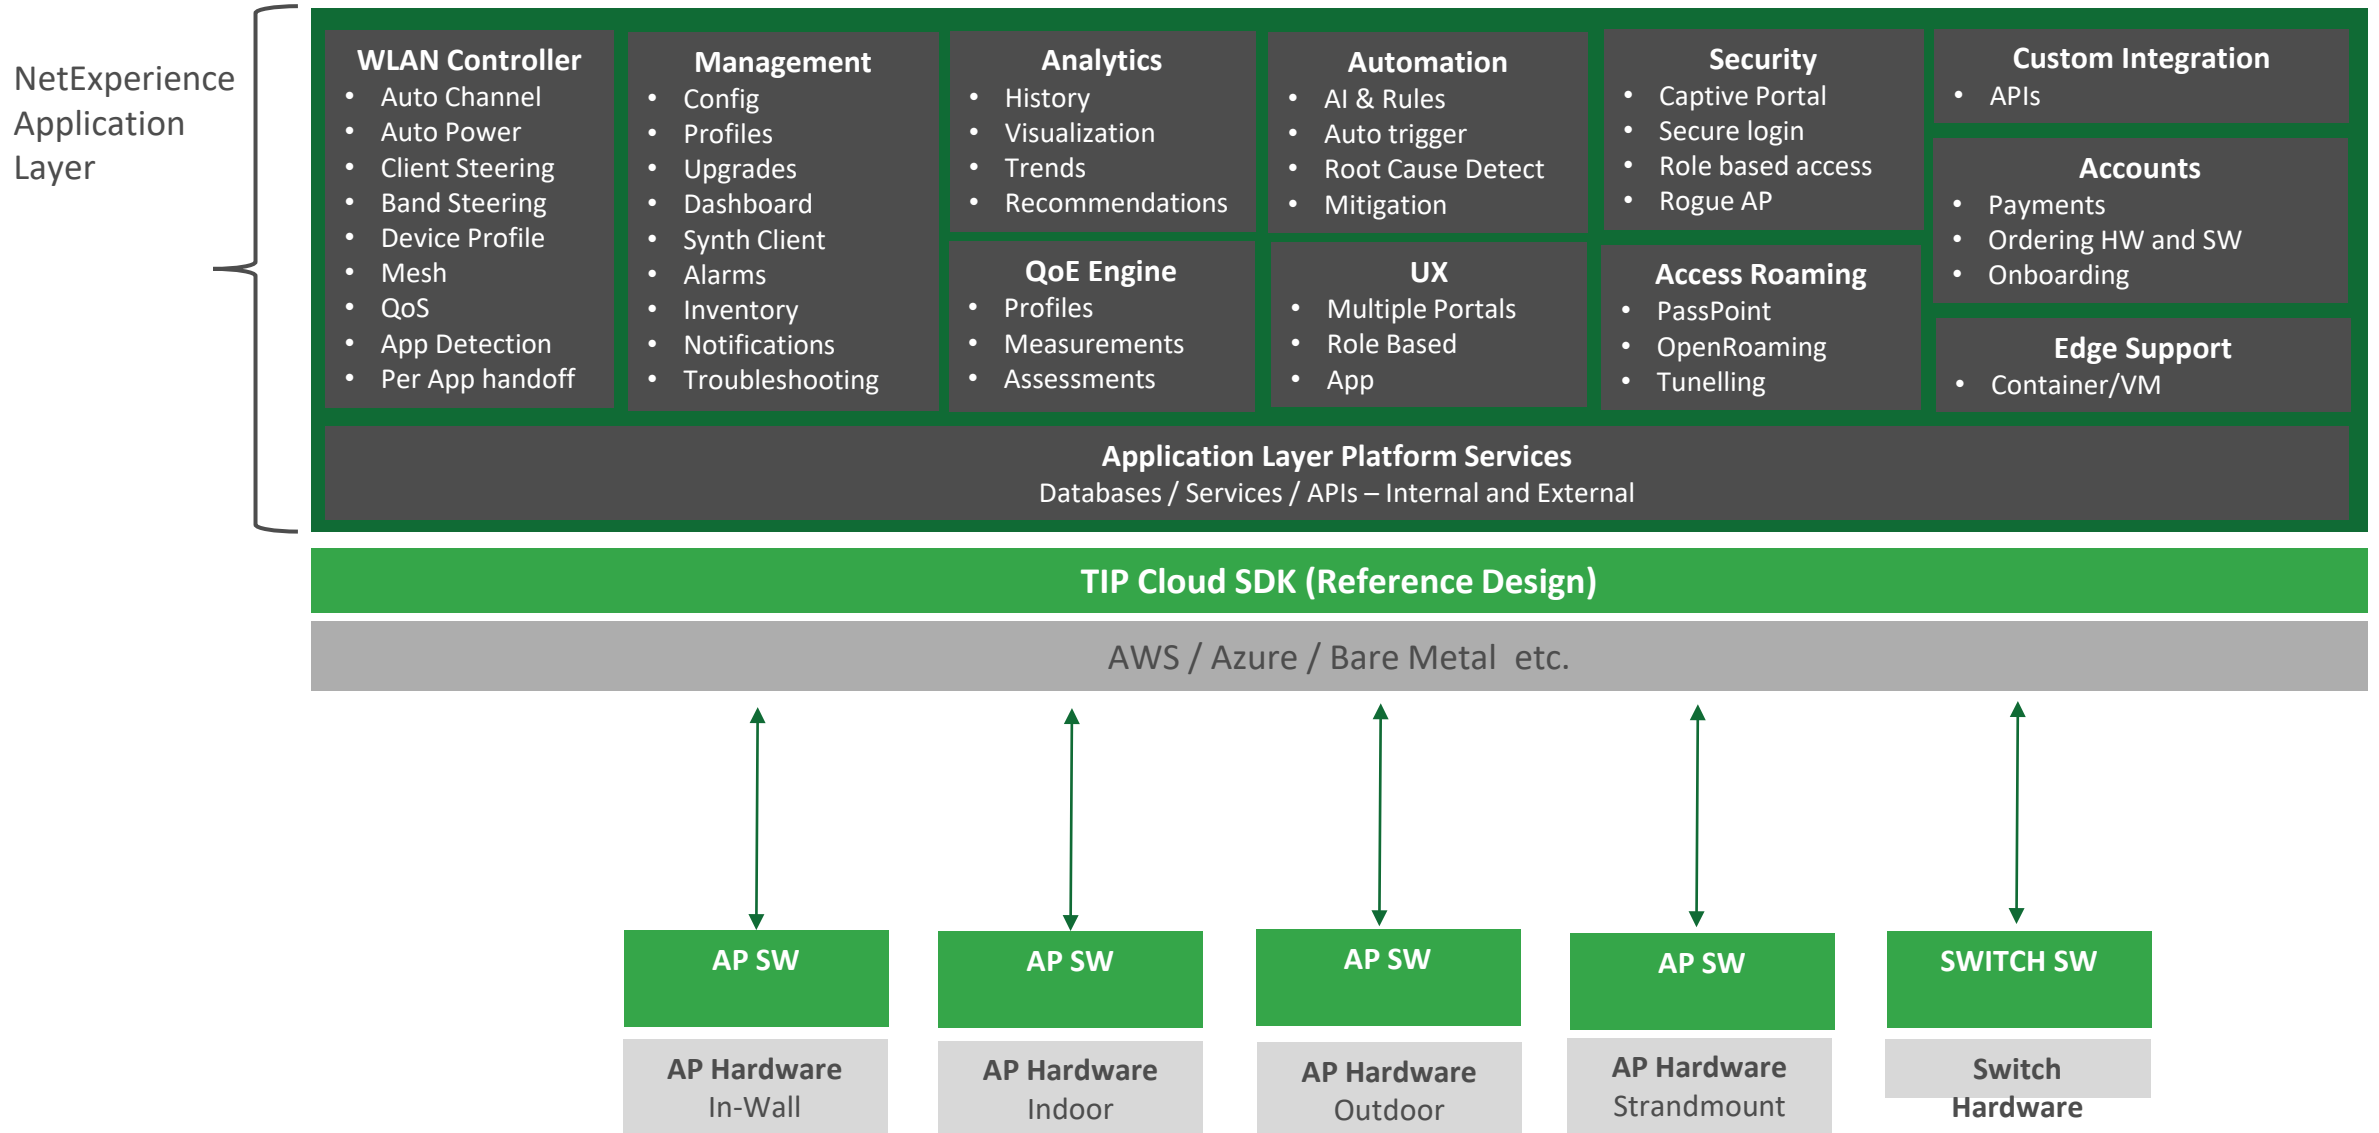 NetExperience
Application
Layer
WLAN Controller
• Auto Channel
• Auto Power
• Client Steering
• Band Steering
• Device Profile
• Mesh
• QoS
• App Detection
• Per App handoff
Management
• Config
• Profiles
• Upgrades
• Dashboard
• Synth Client
• Alarms
• Inventory
• Notifications
• Troubleshooting
Analytics
• History
• Visualization
• Trends
• Recommendations
QoE Engine
• Profiles
• Measurements
• Assessments
Automation
• AI & Rules
• Auto trigger
• Root Cause Detect
• Mitigation
UX
• Multiple Portals
• Role Based
• App
Security
• Captive Portal
• Secure login
• Role based access
• Rogue AP
Access Roaming
• PassPoint
• OpenRoaming
• Tunelling
Custom Integration
• APIs
Accounts
• Payments
• Ordering HW and SW
• Onboarding
Edge Support
• Container/VM
Application Layer Platform Services
Databases / Services / APIs – Internal and External
TIP Cloud SDK (Reference Design)
AWS / Azure / Bare Metal etc.
AP SW
AP Hardware
In-Wall
AP SW
AP Hardware
Indoor
AP SW
AP Hardware
Outdoor
AP SW
AP Hardware
Strandmount
SWITCH SW
Switch
Hardware